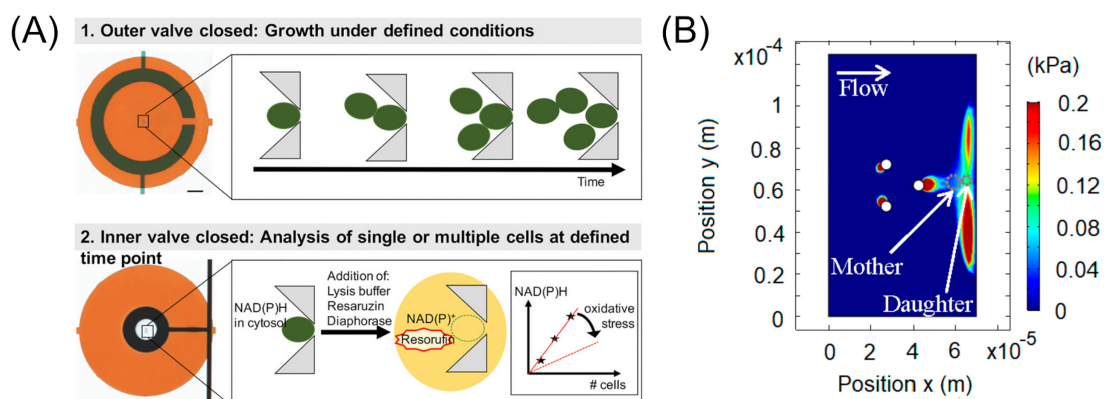 (A)
1. Outer valve closed: Growth under defined conditions
Time
2. Inner valve closed: Analysis of single or multiple cells at defined
time point
NAD(P)H
in cytosol
Addition of:
Lysis buffer
Resaruzin
Diaphorase
NAD(P)+
Resorufin
NAD(P)H
oxidative
stress
# cells
(B)
x10-4
(kPa)
Flow
Position y (m)
1
0.8
0.6
0.4
0.2
0
0.2
0.16
0.12
0.08
0.04
0
Mother
Daughter
0 2 4 6 x10-5
Position x (m)